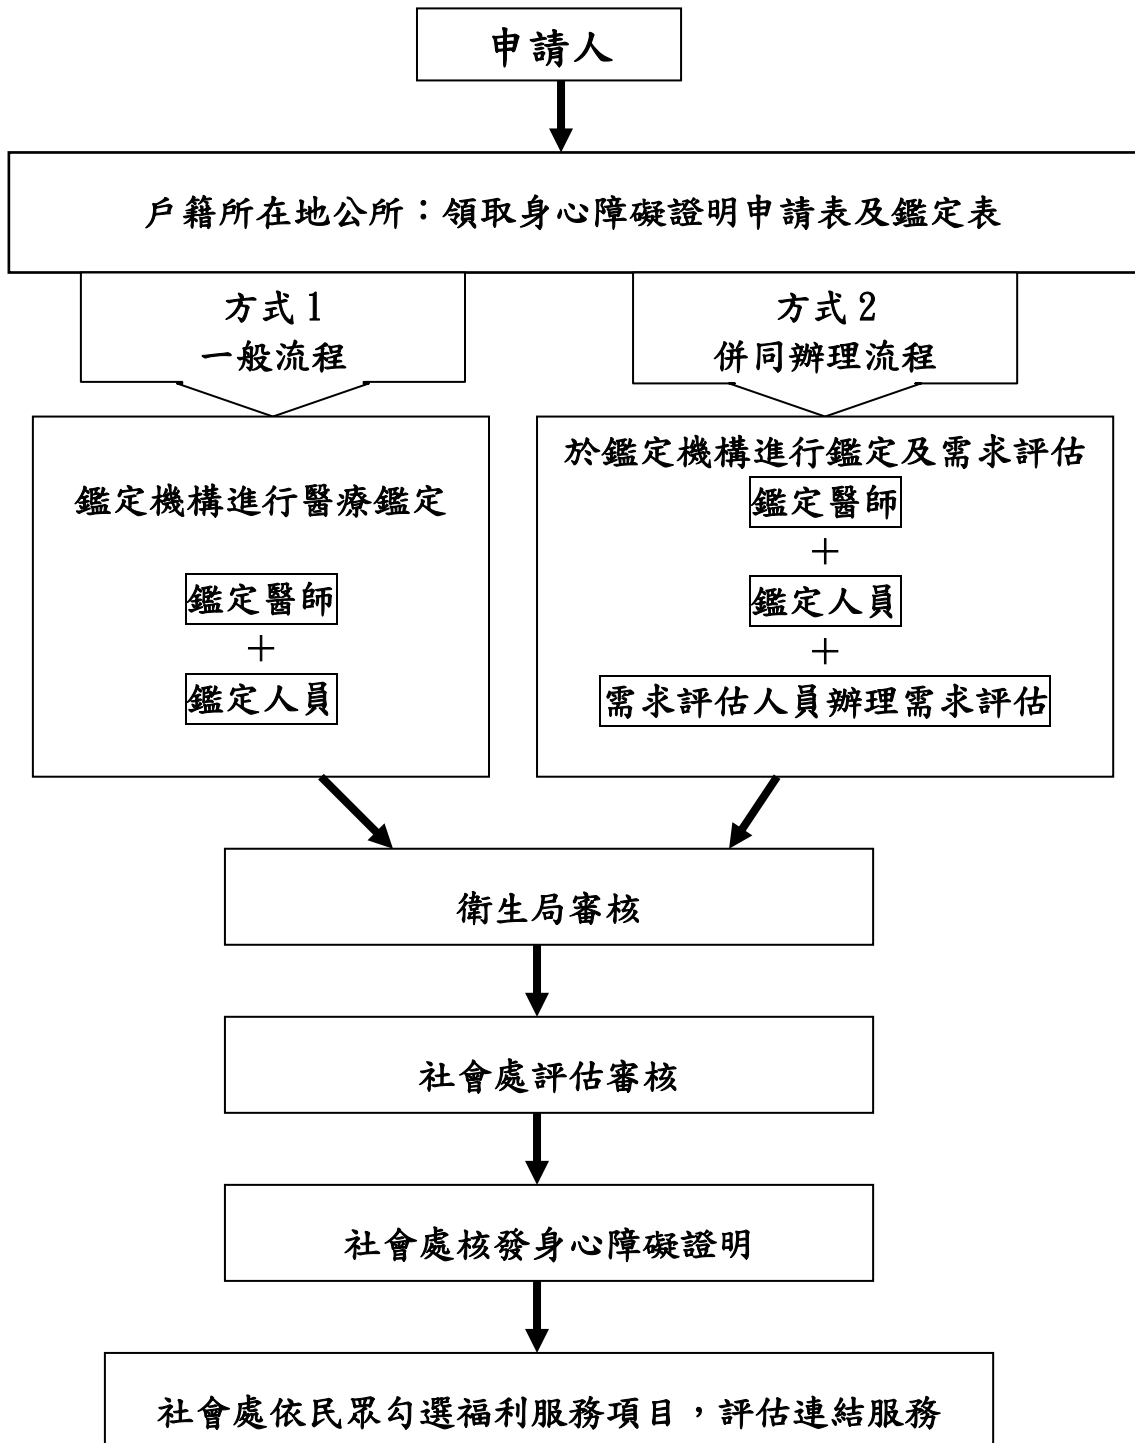 申請人
戶籍所在地公所：領取身心障礙證明申請表及鑑定表
方式 1
一般流程
鑑定機構進行醫療鑑定
鑑定醫師
＋
鑑定人員
方式 2
併同辦理流程
於鑑定機構進行鑑定及需求評估
鑑定醫師
＋
鑑定人員
＋
需求評估人員辦理需求評估
衛生局審核
社會處評估審核
社會處核發身心障礙證明
社會處依民眾勾選福利服務項目，評估連結服務